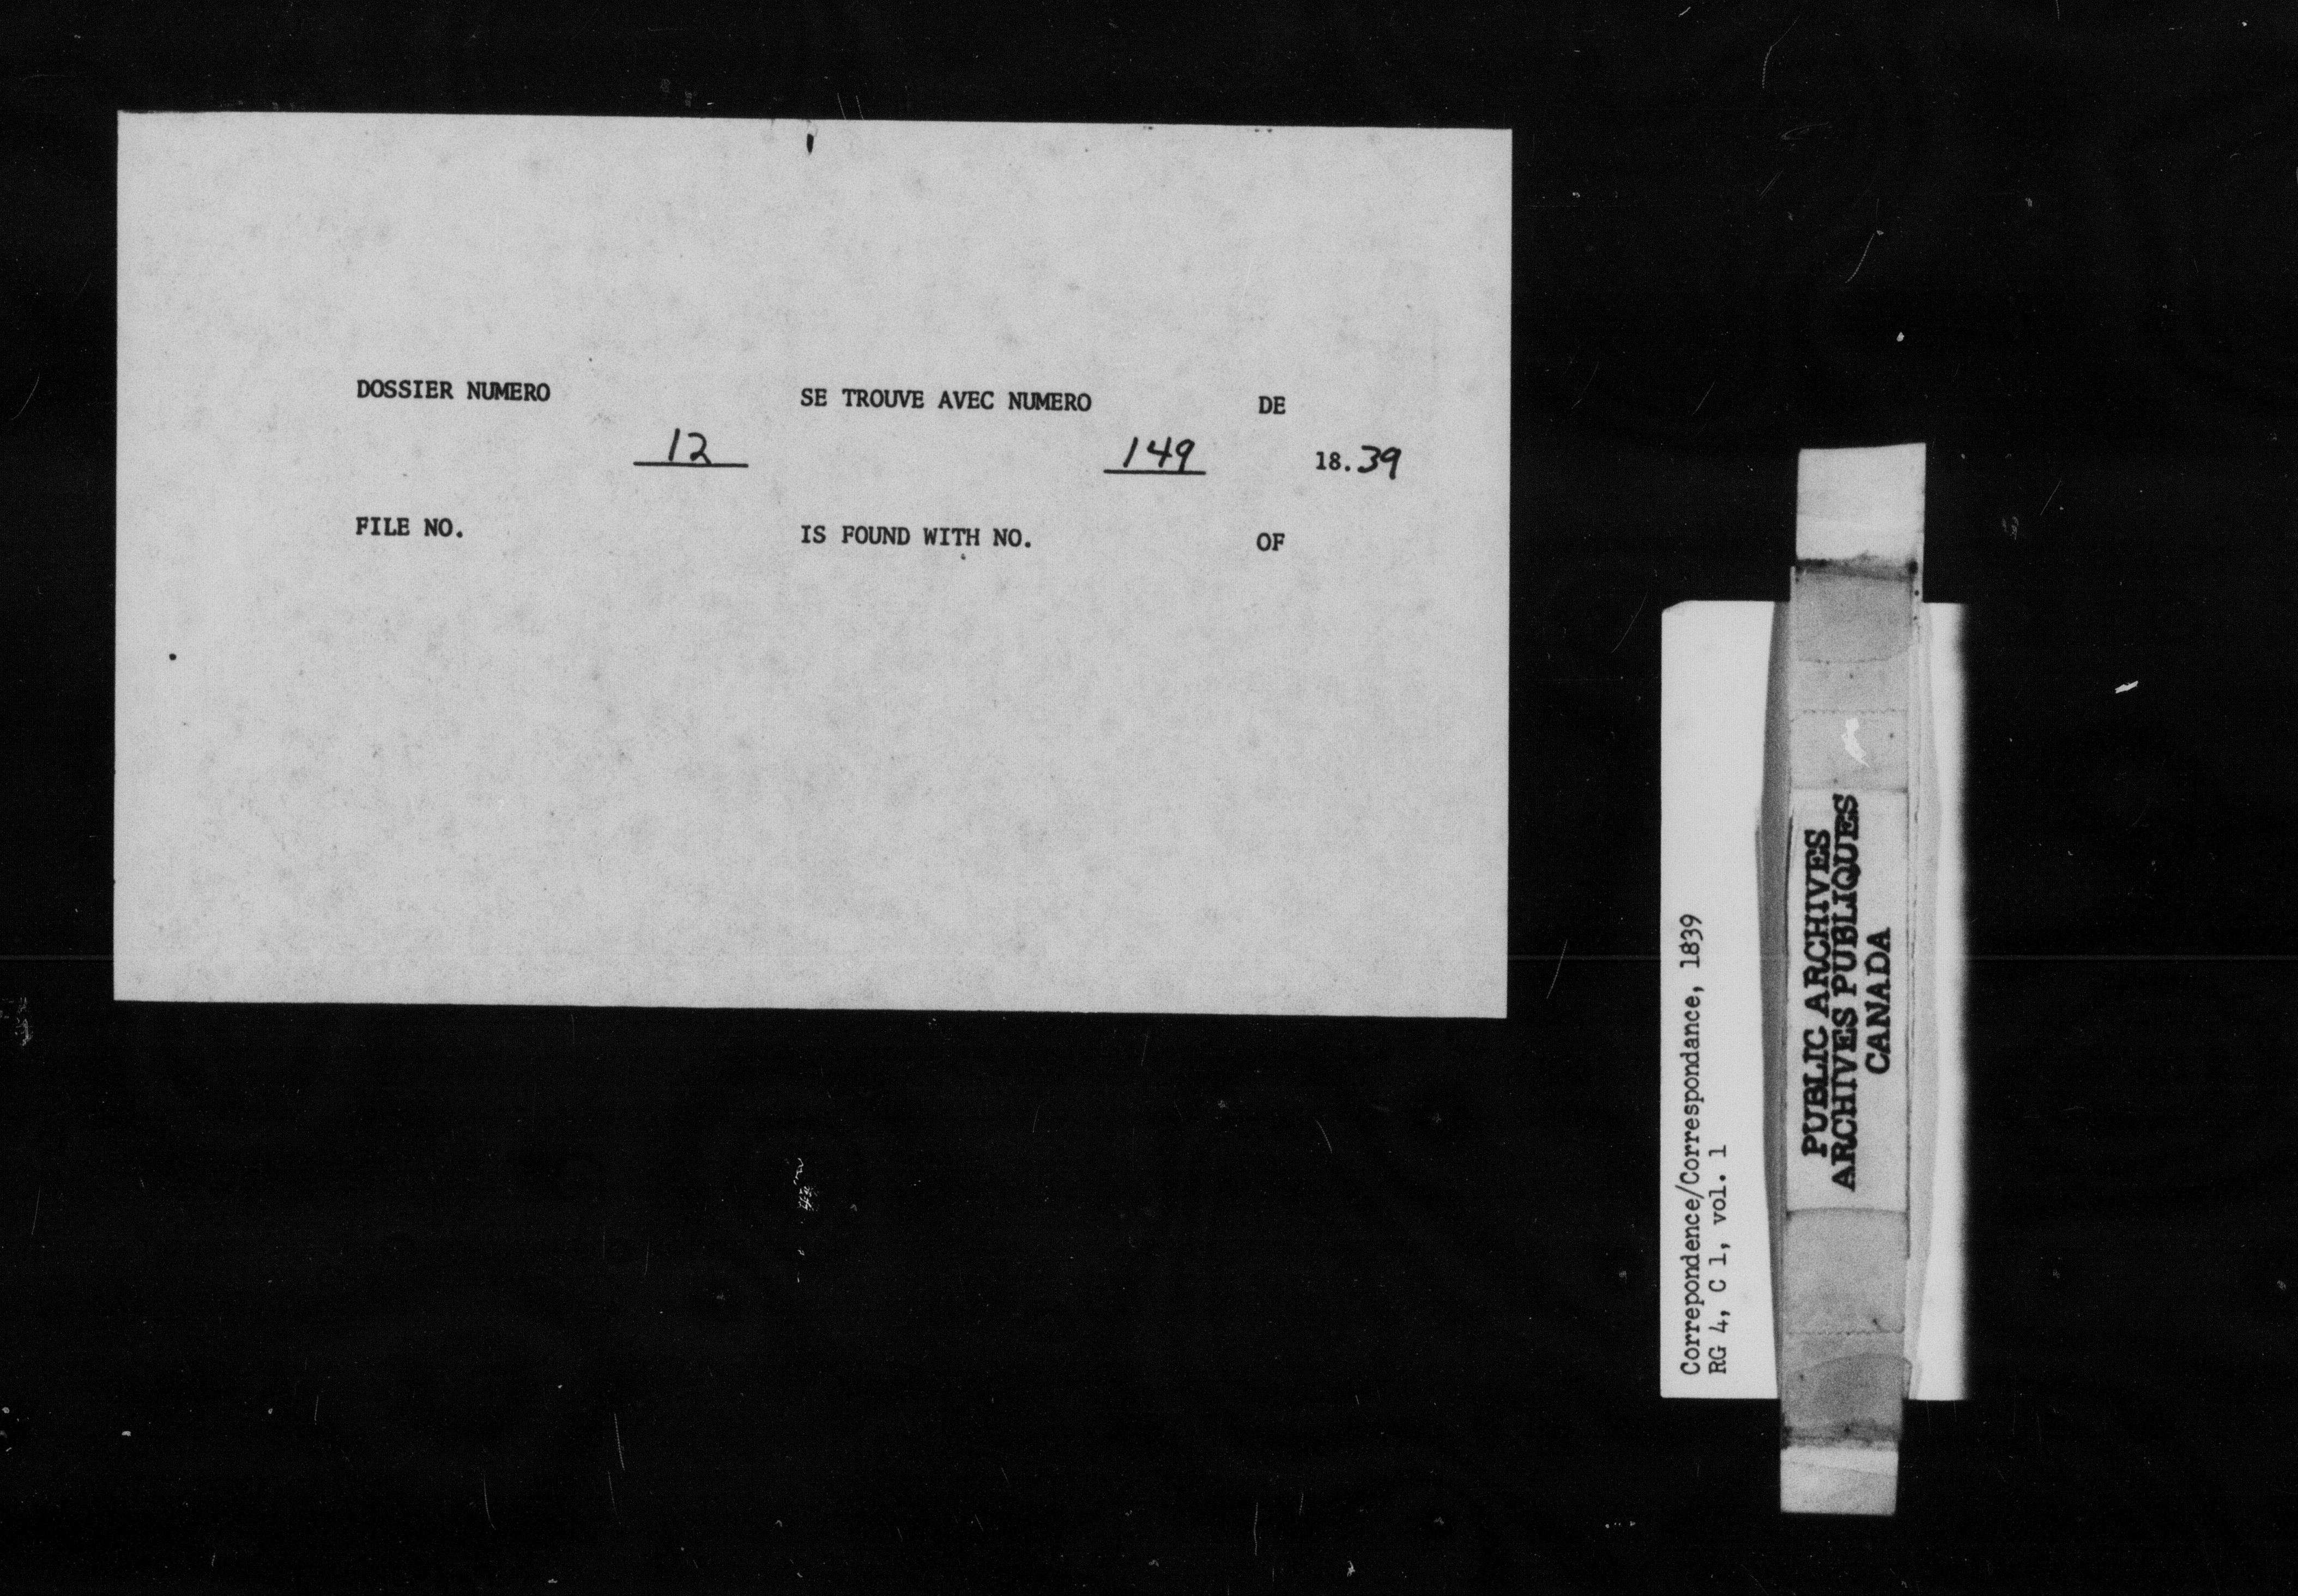 DOSSIER NUMERO SE TROUVE AVEC NUMERO DE
12 149 18.39
FILE NO. IS FOUND WITH NO. OF
Correpondence/Correspondance, 1839
RG 4, C 1, vol. 1
PUBLIC ARCHIVES
ARCHIVES PUBLIQUES
CANADA